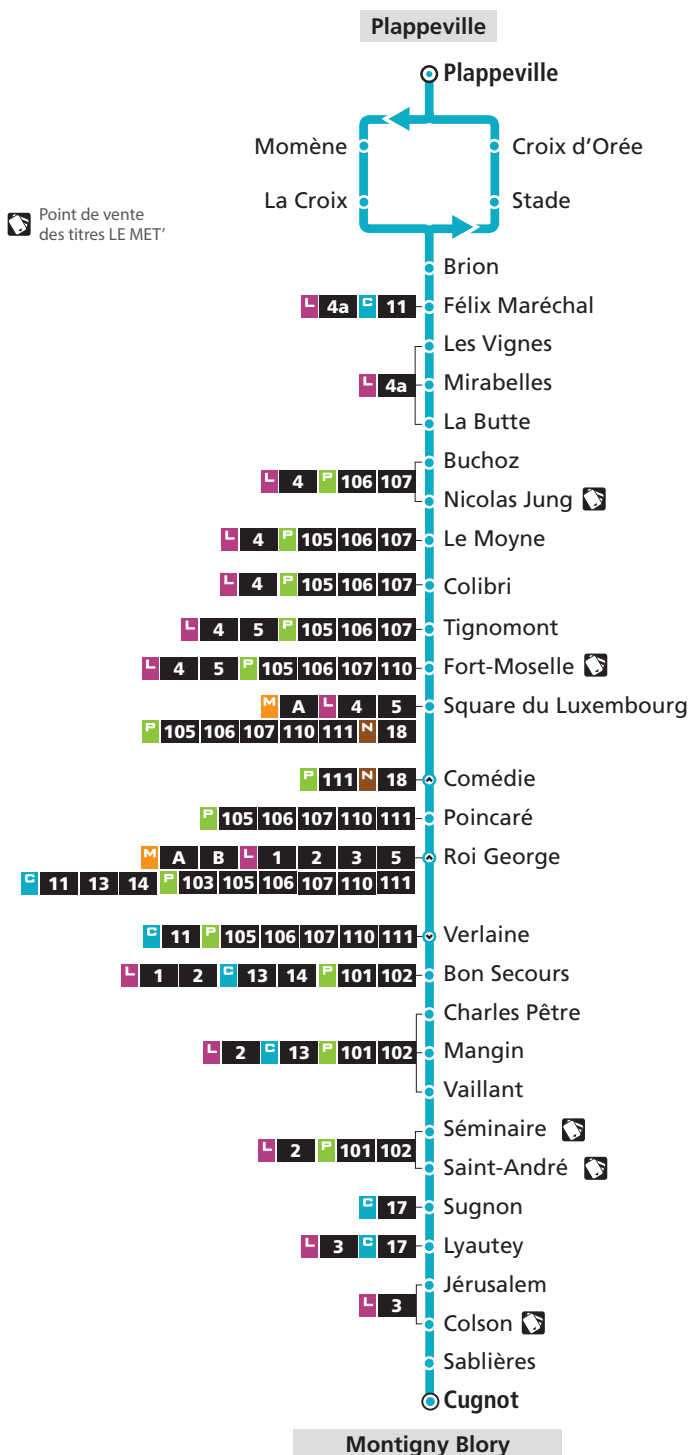 Plappeville
Plappeville
Momène Croix d'Orée
La Croix Stade
Point de vente
des titres LE MET'
Brion
L 4a C 11 Félix Maréchal
Les Vignes
L 4a Mirabelles
La Butte
Buchoz
L 4 P 106 107
Nicolas Jung
L 4 P 105 106 107 Le Moyne
L 4 P 105 106 107 Colibri
L 4 5 P 105 106 107 Tignomont
L 4 5 P 105 106 107 110 Fort-Moselle
M A L 4 5 Square du Luxembourg
P 105 106 107 110 111 N 18
P 111 N 18 Comédie
P 105 106 107 110 111 Poincaré
M A B L 1 2 3 5 Roi George
C 11 13 14 P 103 105 106 107 110 111
C 11 P 105 106 107 110 111 Verlaine
L 1 2 C 13 14 P 101 102 Bon Secours
Charles Pêtre
L 2 C 13 P 101 102 Mangin
Vaillant
Séminaire
L 2 P 101 102
Saint-André
C 17 Sugnon
L 3 C 17 Lyautey
Jérusalem
L 3
Colson
Sablières
Cugnot
Montigny Blory